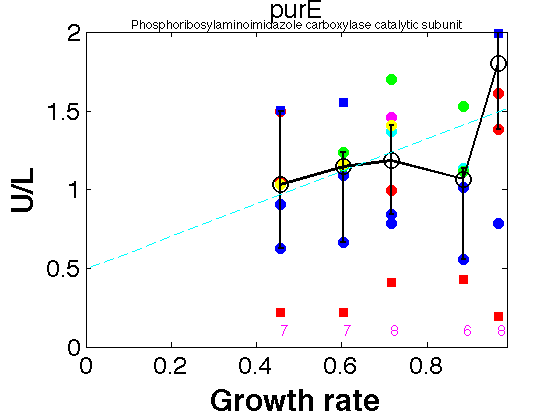 purE
Phosphoribosylaminoimidazole carboxylase catalytic subunit
2
1.5
1
0.5
0
U/L
7 7 8 6 8
0 0.2 0.4 0.6 0.8
Growth rate